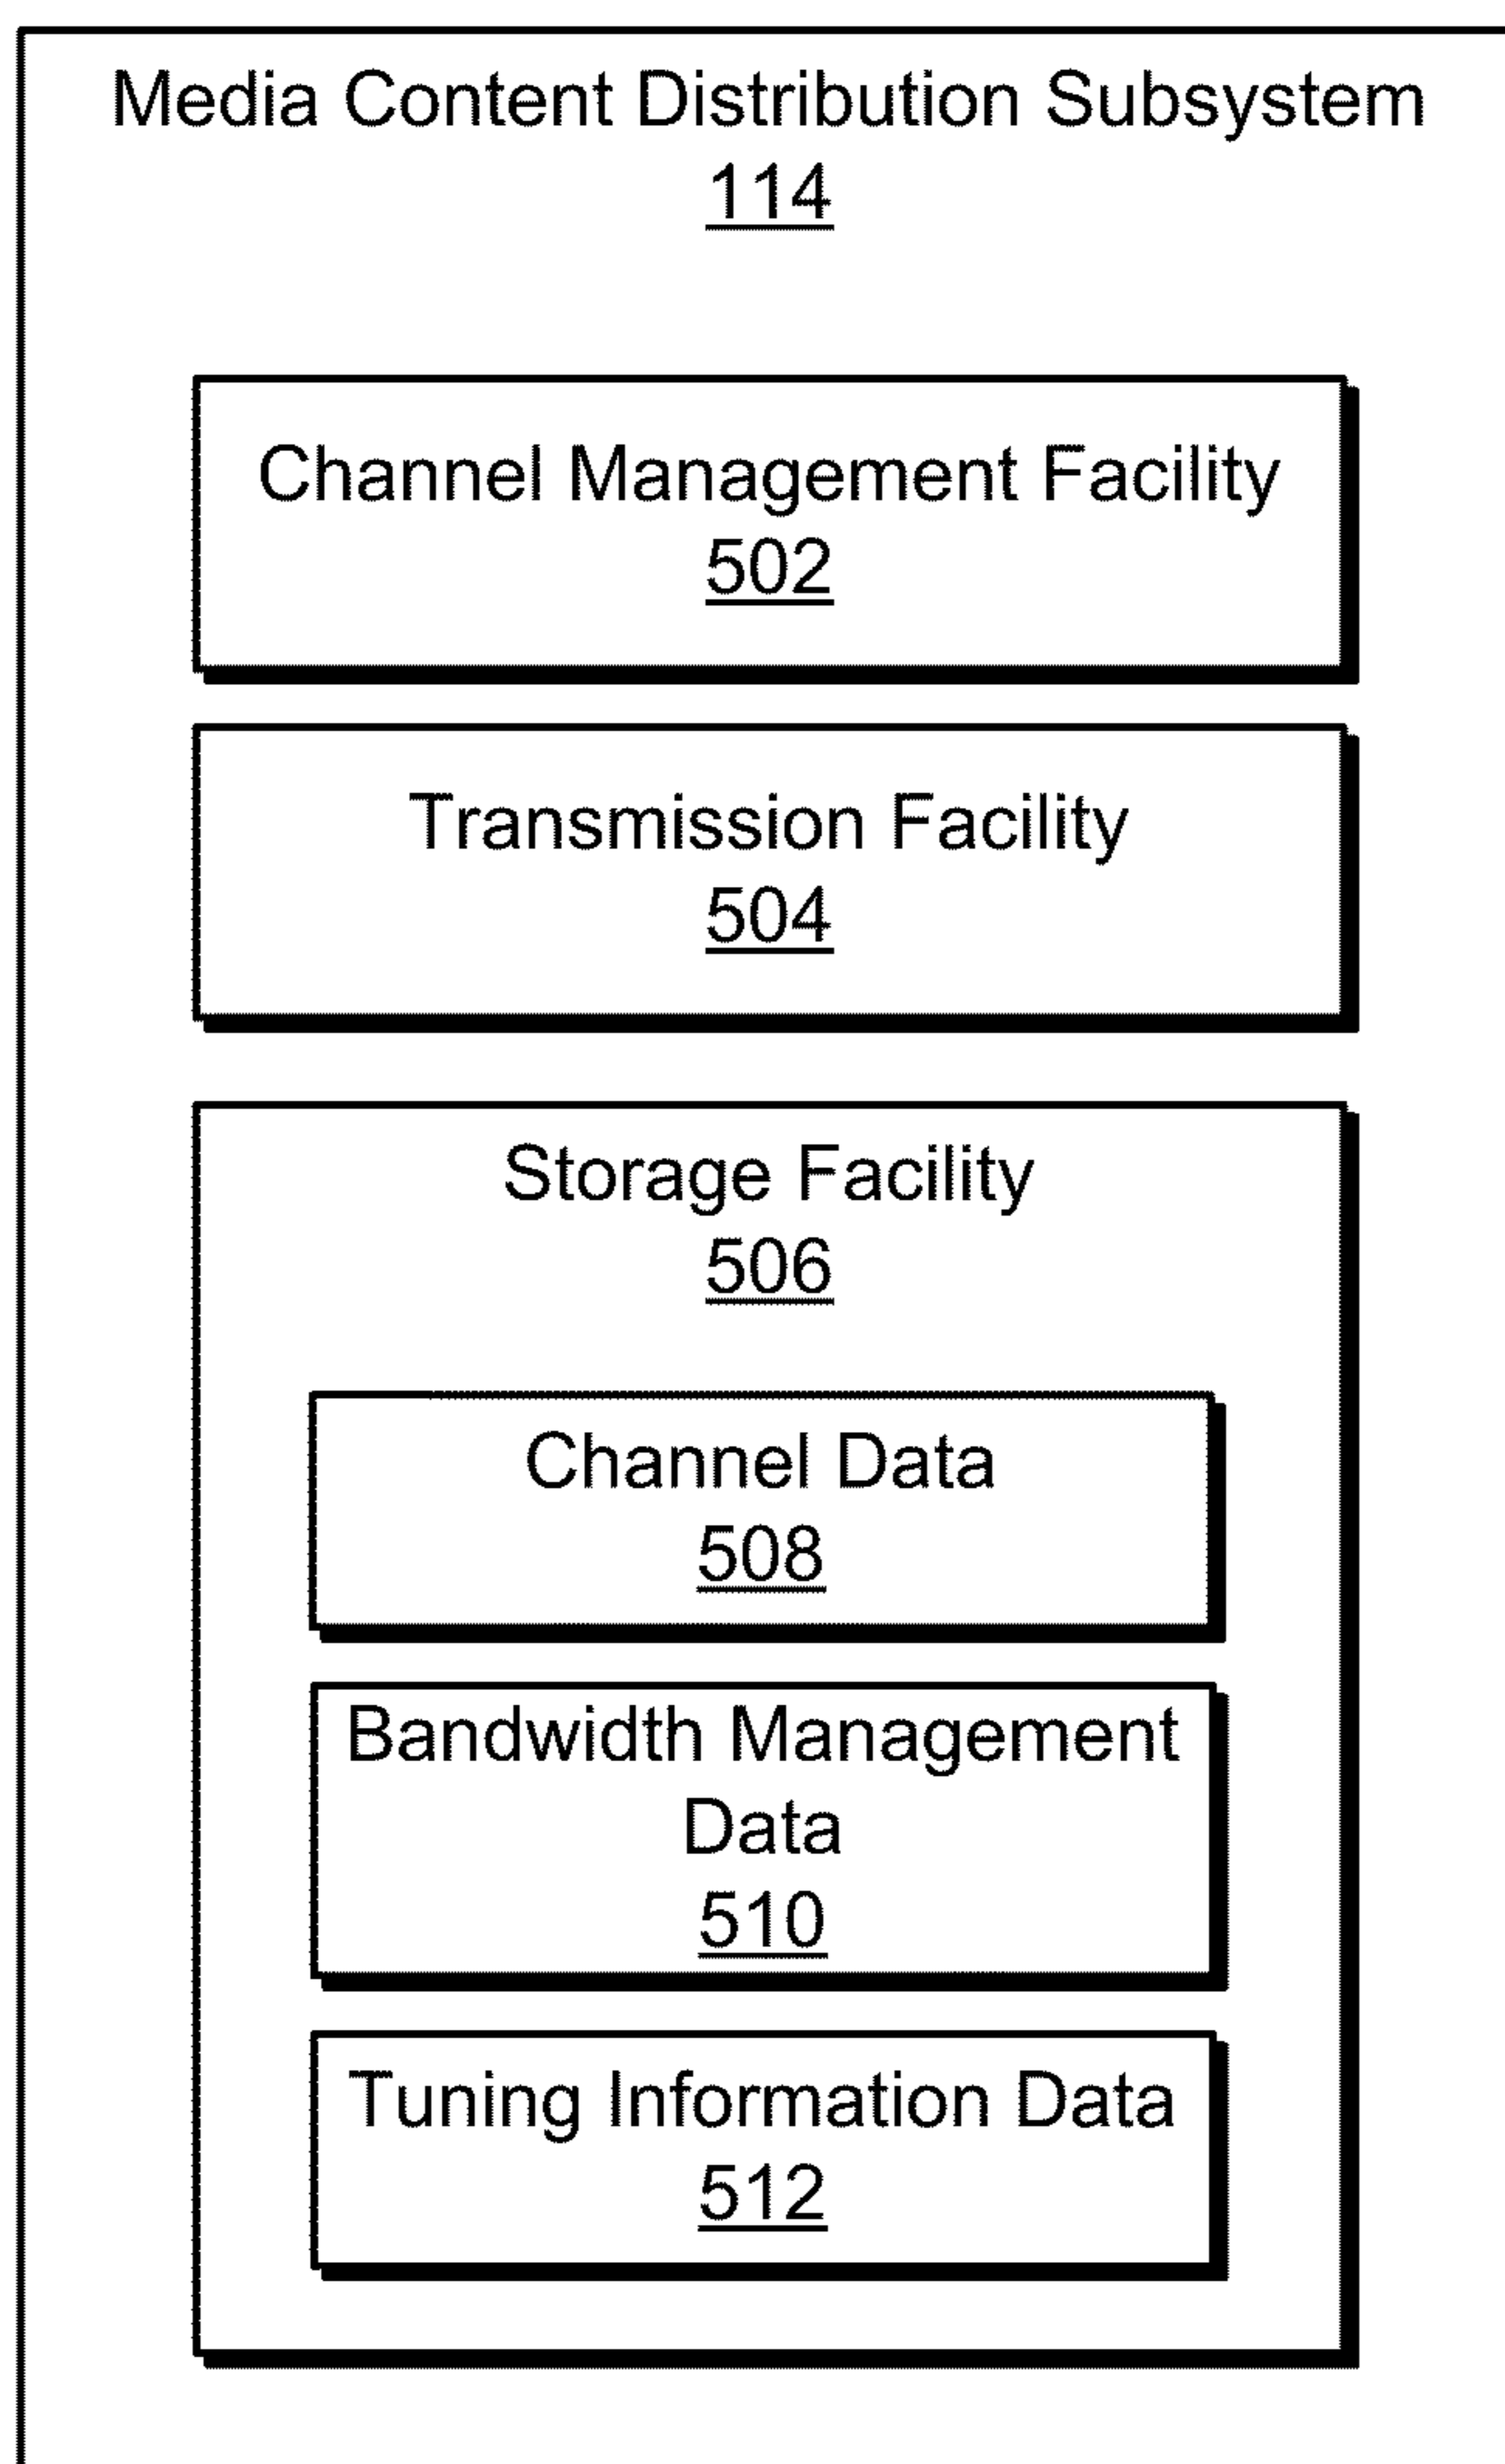 Media Content Distribution Subsystem
114
Channel Management Facility
502
Transmission Facility
504
Storage Facility
506
Channel Data
508
Bandwidth Management
Data
510
Tuning Information Data
512